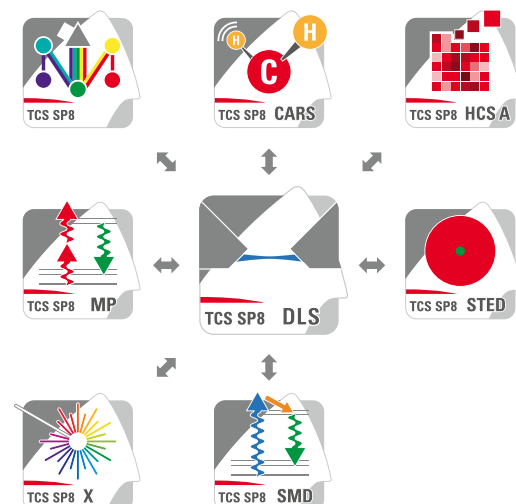 TCS SP8
H
H
C
TCS SP8 CARS
TCS SP8 HCS A
TCS SP8 MP
TCS SP8 DLS
TCS SP8 STED
TCS SP8 X
TCS SP8 SMD